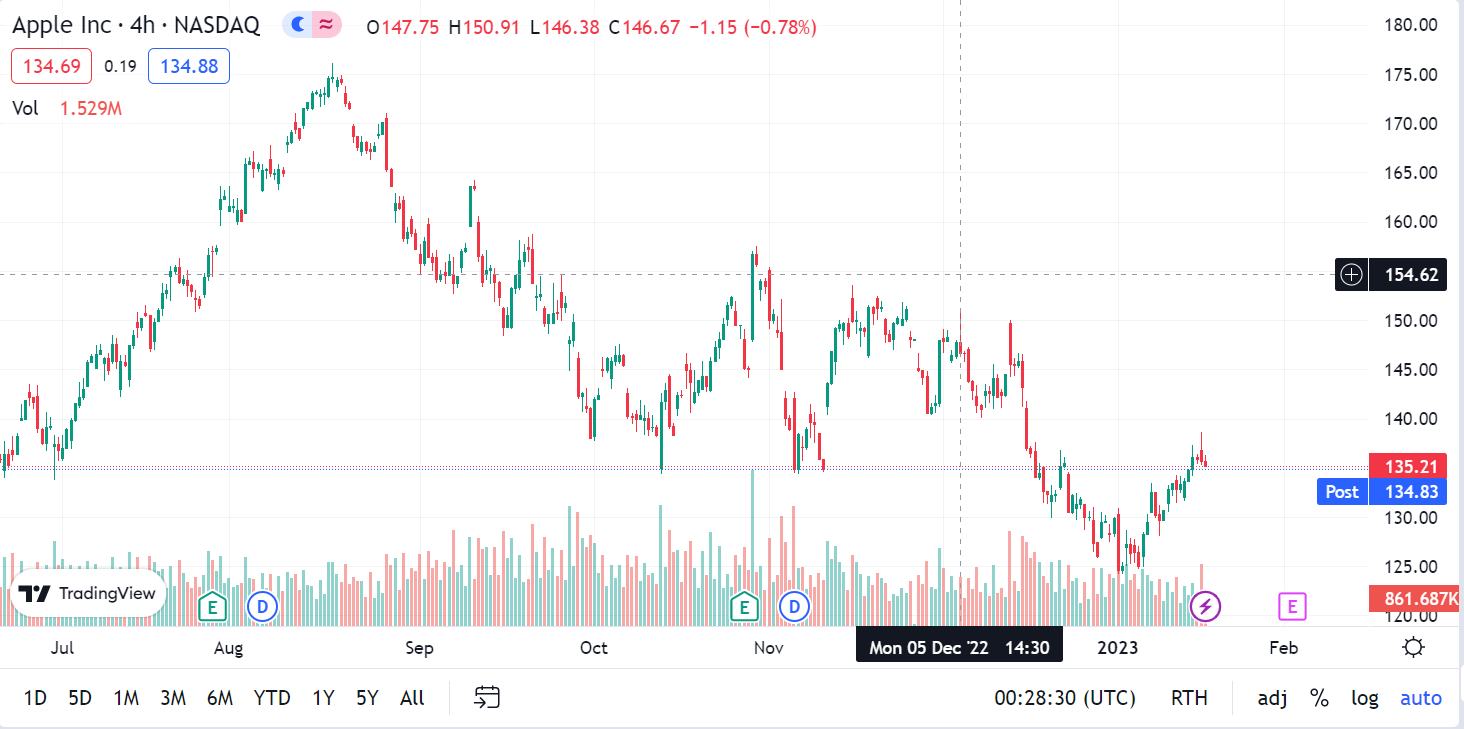 Apple Inc · 4h · NASDAQ O147.75 H150.91 L146.38 C146.67 −1.15 (−0.78%)
134.69 0.19 134.88
Vol 1.529M
180.00
175.00
170.00
165.00
160.00
154.62
150.00
145.00
140.00
135.21
Post 134.83
130.00
125.00
861.687K
120.00
TradingView
E D E D E
Jul Aug Sep Oct Nov Mon 05 Dec '22 14:30 2023 Feb
1D 5D 1M 3M 6M YTD 1Y 5Y All 00:28:30 (UTC) RTH adj % log auto